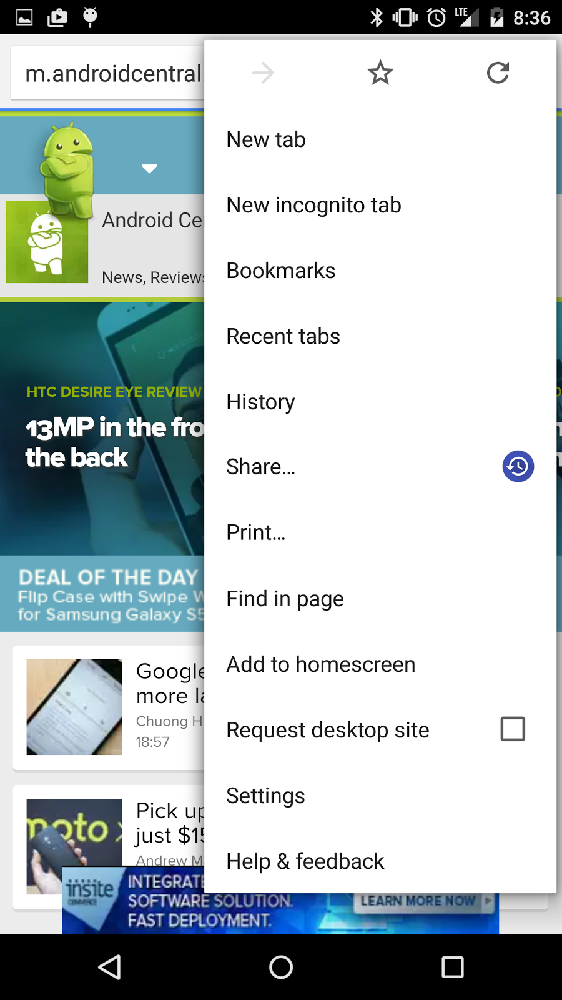 LTE
8:36
m.androidcentral.
New tab
New incognito tab
Bookmarks
Recent tabs
History
Share...
Print...
Find in page
Add to homescreen
Request desktop site
Settings
Help & feedback
Android Ce
News, Reviews
HTC DESIRE EYE REVIEW
13MP in the fro
the back
DEAL OF THE DAY
Flip Case with Swipe W
for Samsung Galaxy S5
Google
more la
Chuong H
18:57
moto
Pick up
just $15
Andrew M
insite
COMMERCE
INTEGRATE
SOFTWARE SOLUTION.
FAST DEPLOYMENT.
LEARN MORE NOW